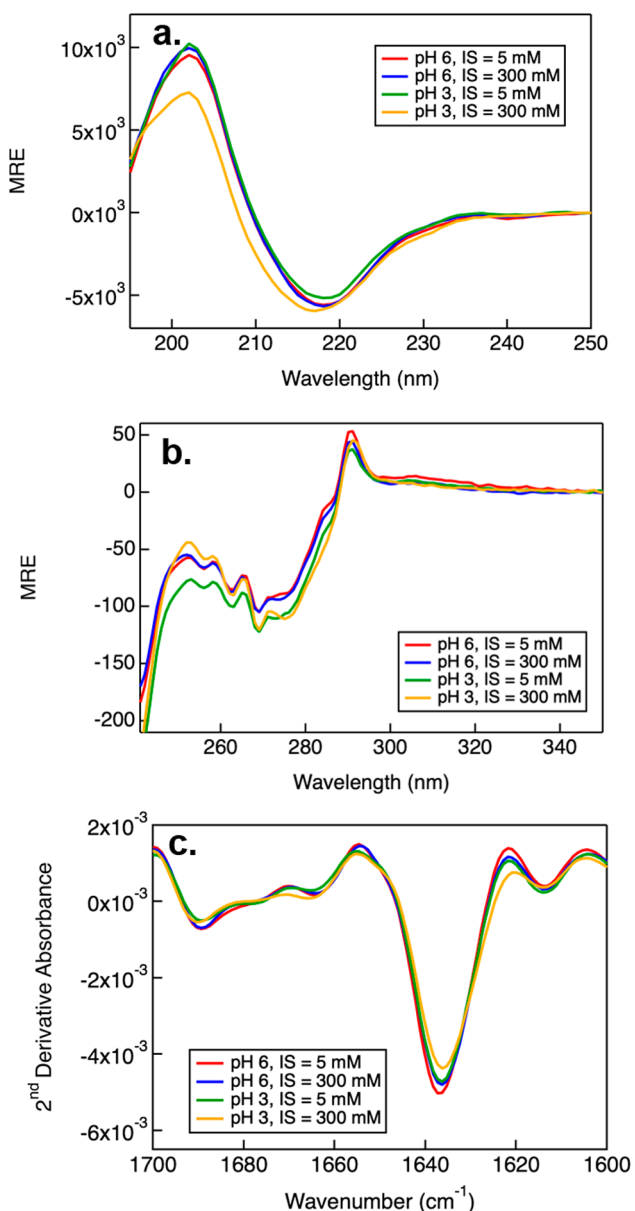 a.
10x10³
5x10³
0x10³
-5x10³
MRE
pH 6, IS = 5 mM
pH 6, IS = 300 mM
pH 3, IS = 5 mM
pH 3, IS = 300 mM
200 210 220 230 240 250
Wavelength (nm)
b.
50
0
-50
-100
-150
-200
MRE
pH 6, IS = 5 mM
pH 6, IS = 300 mM
pH 3, IS = 5 mM
pH 3, IS = 300 mM
260 280 300 320 340
Wavelength (nm)
c.
2x10⁻³
0x10⁻³
-2x10⁻³
-4x10⁻³
-6x10⁻³
2ⁿᵈ Derivative Absorbance
pH 6, IS = 5 mM
pH 6, IS = 300 mM
pH 3, IS = 5 mM
pH 3, IS = 300 mM
1700 1680 1660 1640 1620 1600
Wavenumber (cm⁻¹)